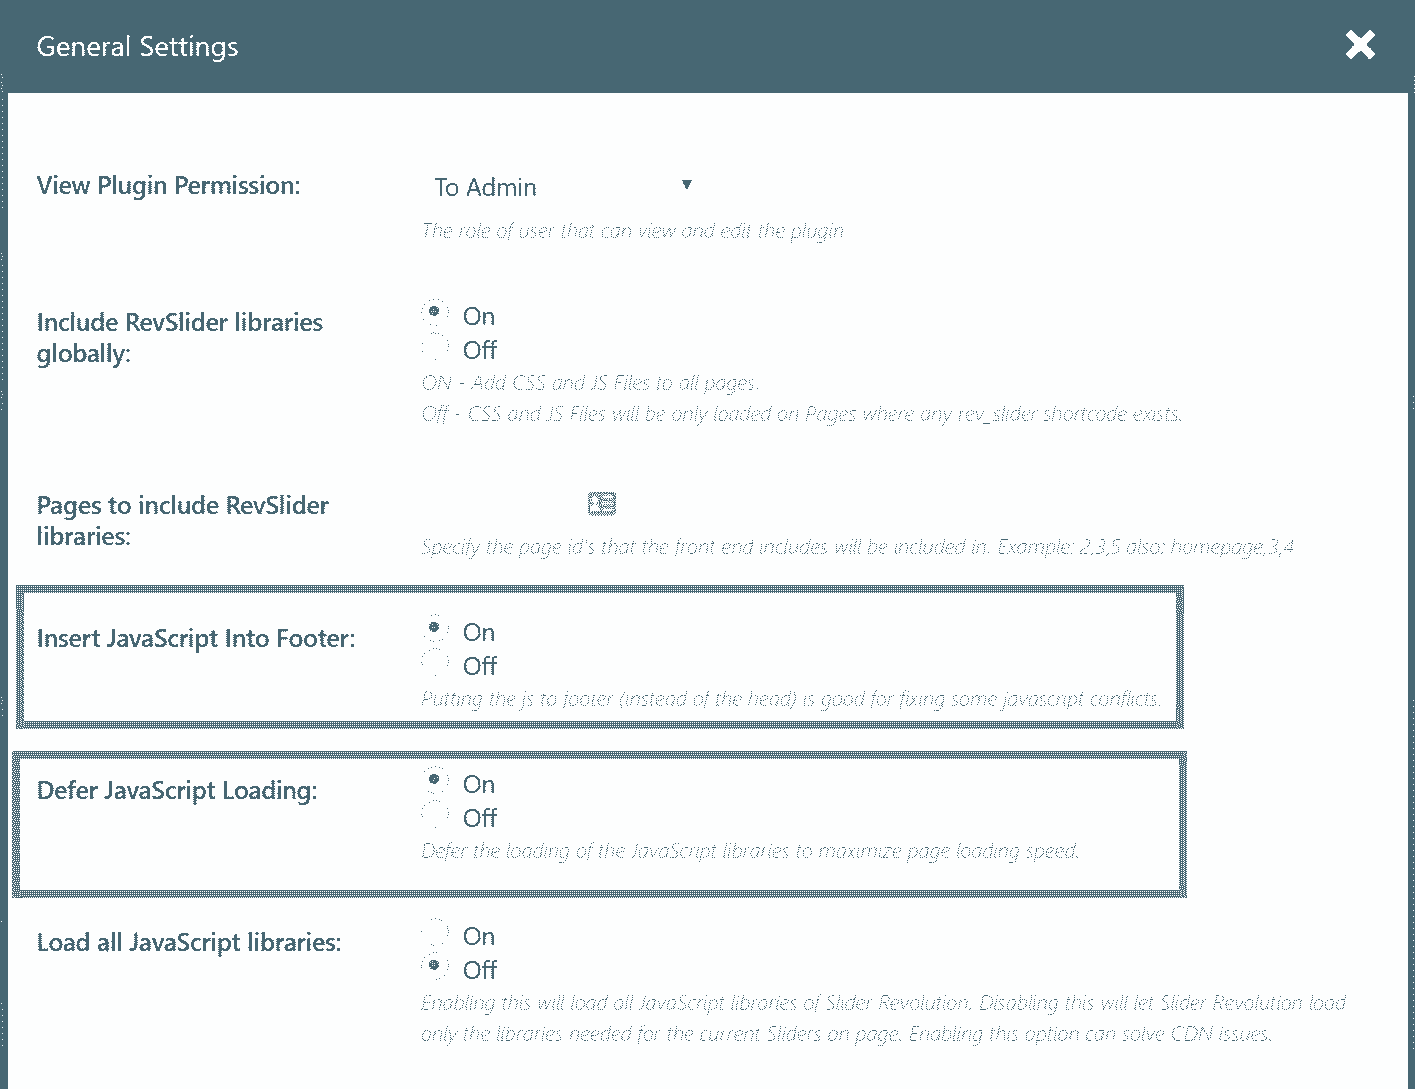 General Settings
View Plugin Permission:
To Admin
The role of user that can view and edit the plugin
Include RevSlider libraries
globally:
On
Off
ON - Add CSS and JS Files to all pages.
Off - CSS and JS Files will be only loaded on Pages where any rev_slider shortcode exists.
Pages to include RevSlider
libraries:
Specify the page id's that the front end includes will be included in. Example: 2,3,5 also: homepage,3,4
Insert JavaScript Into Footer:
On
Off
Putting the js to footer (instead of the head) is good for fixing some javascript conflicts.
Defer JavaScript Loading:
On
Off
Defer the loading of the JavaScript libraries to maximize page loading speed.
Load all JavaScript libraries:
On
Off
Enabling this will load all JavaScript libraries of Slider Revolution. Disabling this will let Slider Revolution load
only the libraries needed for the current Sliders on page. Enabling this option can solve CDN issues.